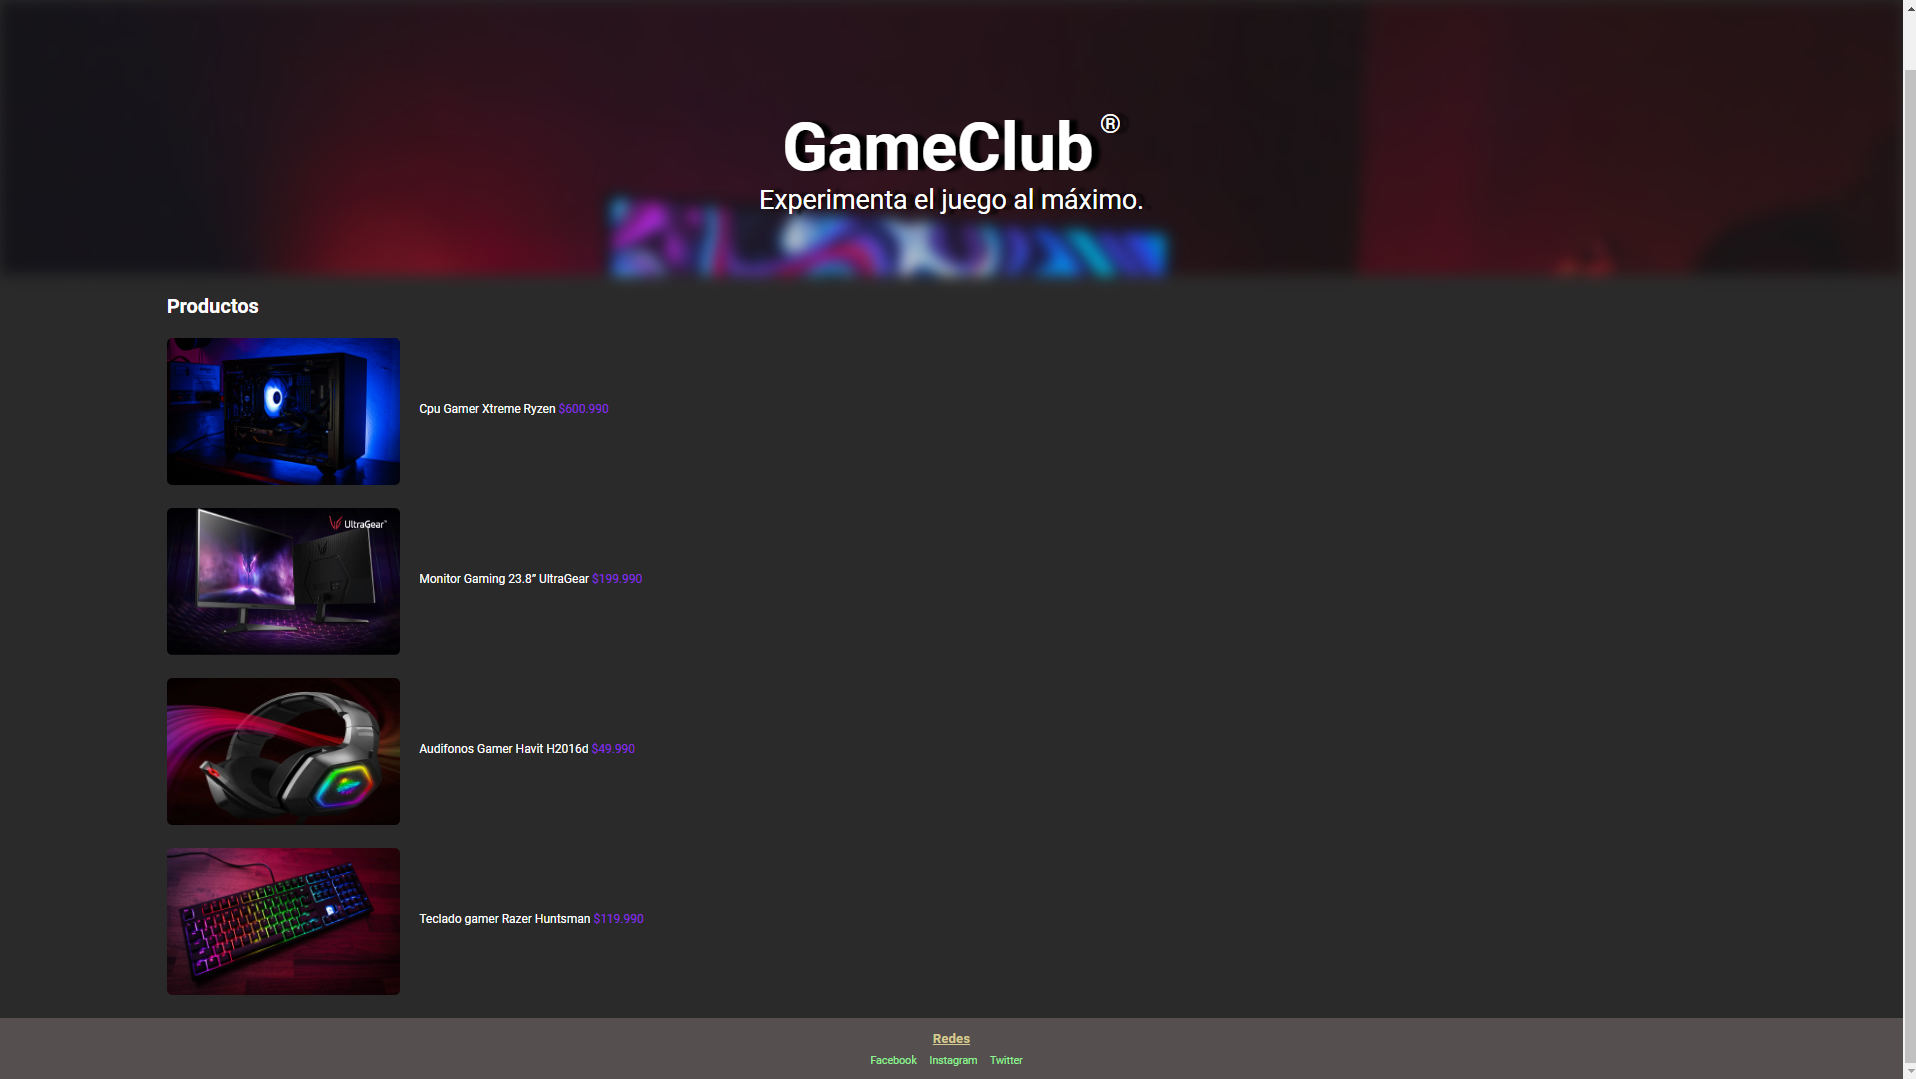 GameClub ®
Experimenta el juego al máximo.
Productos
Cpu Gamer Xtreme Ryzen $600.990
UltraGear™
Monitor Gaming 23.8” UltraGear $199.990
Audifonos Gamer Havit H2016d $49.990
Teclado gamer Razer Huntsman $119.990
Redes
Facebook Instagram Twitter